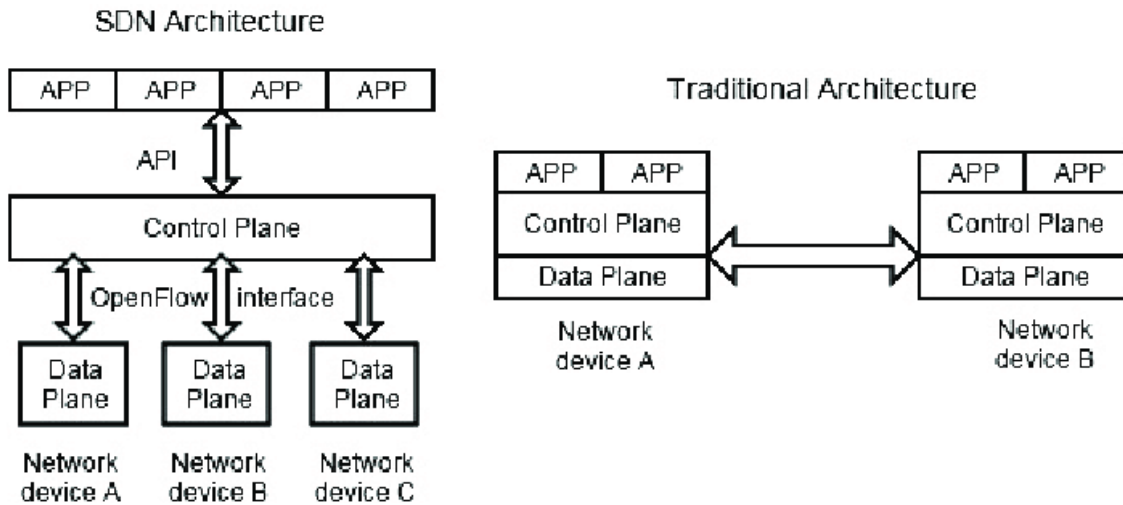 SDN Architecture
APP APP APP APP
API
Control Plane
OpenFlow interface
Data Plane
Data Plane
Data Plane
Network device A
Network device B
Network device C
Traditional Architecture
APP APP
Control Plane
Data Plane
Network device A
APP APP
Control Plane
Data Plane
Network device B